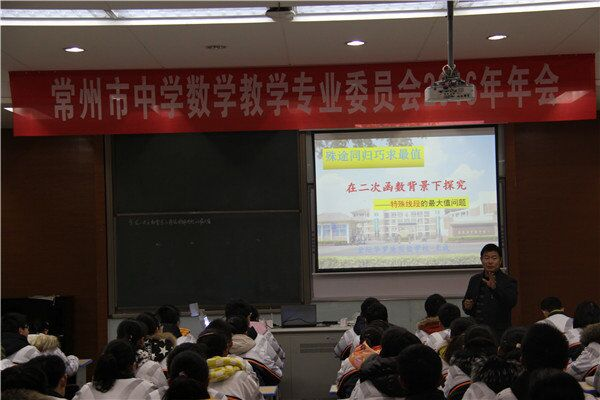 常州市中学数学教学专业委员会2016年年会
殊途同归巧求最值
在二次函数背景下探究
——特殊线段的最大值问题